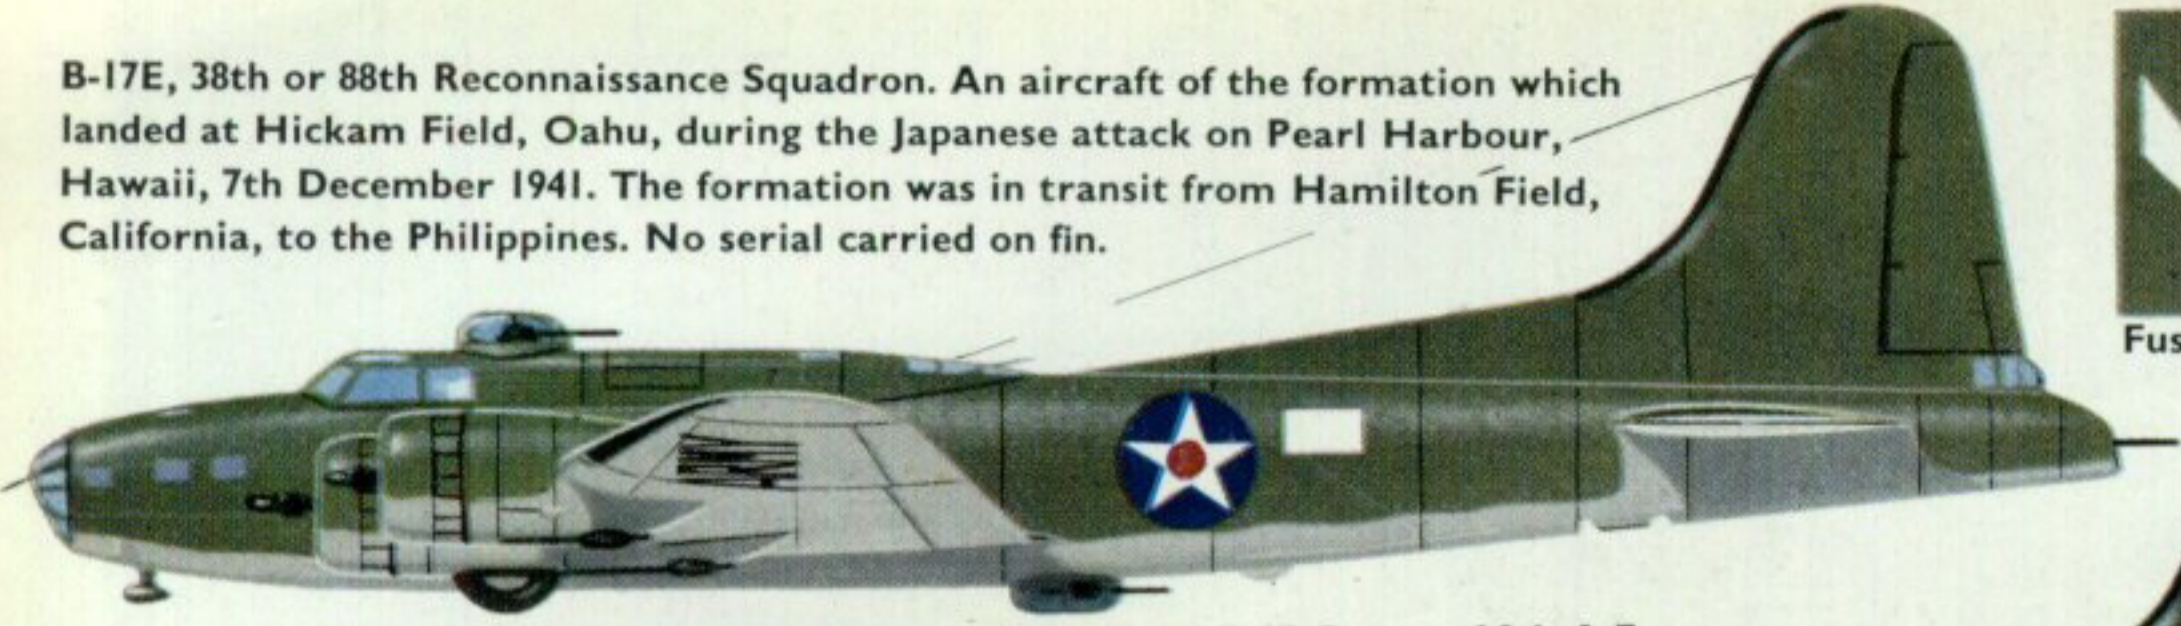 B-17E, 38th or 88th Reconnaissance Squadron. An aircraft of the formation which
landed at Hickam Field, Oahu, during the Japanese attack on Pearl Harbour,
Hawaii, 7th December 1941. The formation was in transit from Hamilton Field,
California, to the Philippines. No serial carried on fin.
Fus